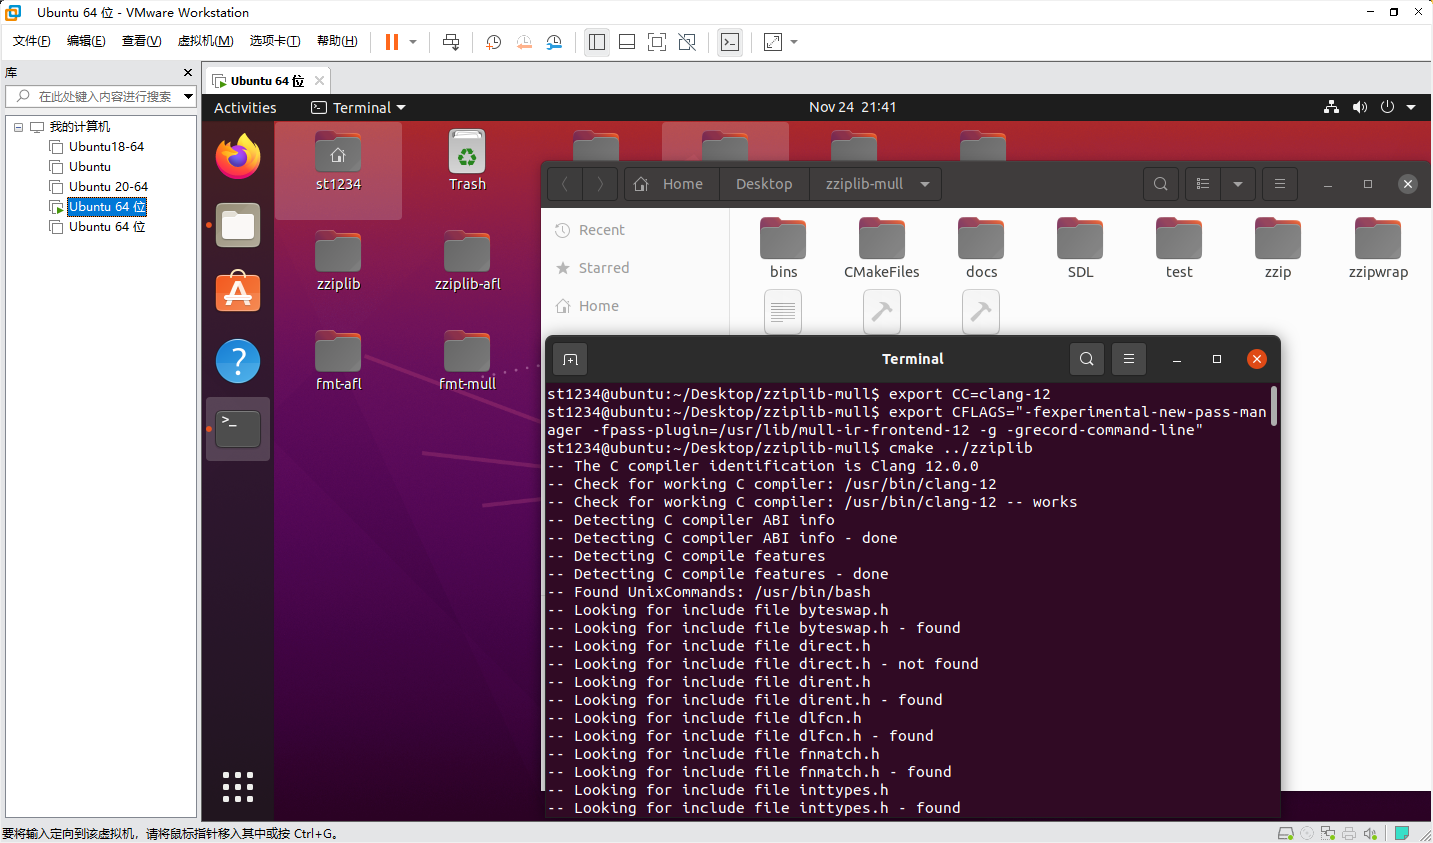 Ubuntu 64 位 - VMware Workstation
文件(F) 编辑(E) 查看(V) 虚拟机(M) 选项卡(T) 帮助(H)
库
在此处键入内容进行搜索
我的计算机
Ubuntu18-64
Ubuntu
Ubuntu 20-64
Ubuntu 64 位
Ubuntu 64 位
Ubuntu 64 位
Activities Terminal Nov 24 21:41
st1234
Trash
zziplib
zziplib-afl
fmt-afl
fmt-mull
Home Desktop zziplib-mull
Recent
Starred
Home
bins CMakeFiles docs SDL test zzip zzipwrap
Terminal
st1234@ubuntu:~/Desktop/zziplib-mull$ export CC=clang-12
st1234@ubuntu:~/Desktop/zziplib-mull$ export CFLAGS="-fexperimental-new-pass-man
ager -fpass-plugin=/usr/lib/mull-ir-frontend-12 -g -grecord-command-line"
st1234@ubuntu:~/Desktop/zziplib-mull$ cmake ../zziplib
-- The C compiler identification is Clang 12.0.0
-- Check for working C compiler: /usr/bin/clang-12
-- Check for working C compiler: /usr/bin/clang-12 -- works
-- Detecting C compiler ABI info
-- Detecting C compiler ABI info - done
-- Detecting C compile features
-- Detecting C compile features - done
-- Found UnixCommands: /usr/bin/bash
-- Looking for include file byteswap.h
-- Looking for include file byteswap.h - found
-- Looking for include file direct.h
-- Looking for include file direct.h - not found
-- Looking for include file dirent.h
-- Looking for include file dirent.h - found
-- Looking for include file dlfcn.h
-- Looking for include file dlfcn.h - found
-- Looking for include file fnmatch.h
-- Looking for include file fnmatch.h - found
-- Looking for include file inttypes.h
-- Looking for include file inttypes.h - found
要将输入定向到该虚拟机，请将鼠标指针移入其中或按 Ctrl+G。